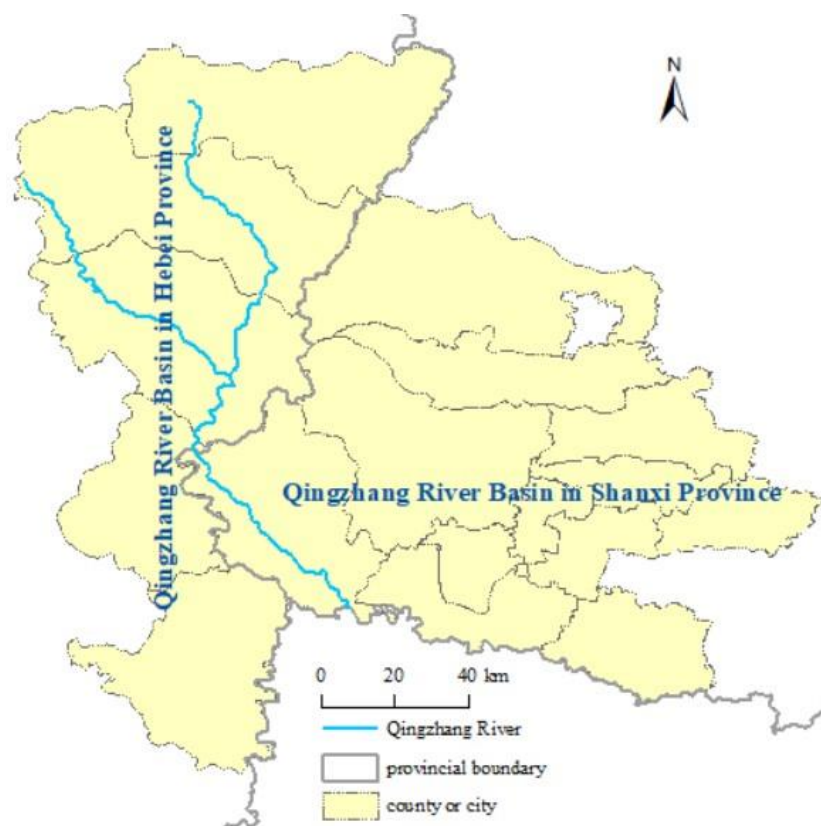 N
Qingzhang River Basin in Hebei Province
Qingzhang River Basin in Shanxi Province
0 20 40 km
Qingzhang River
provincial boundary
county or city